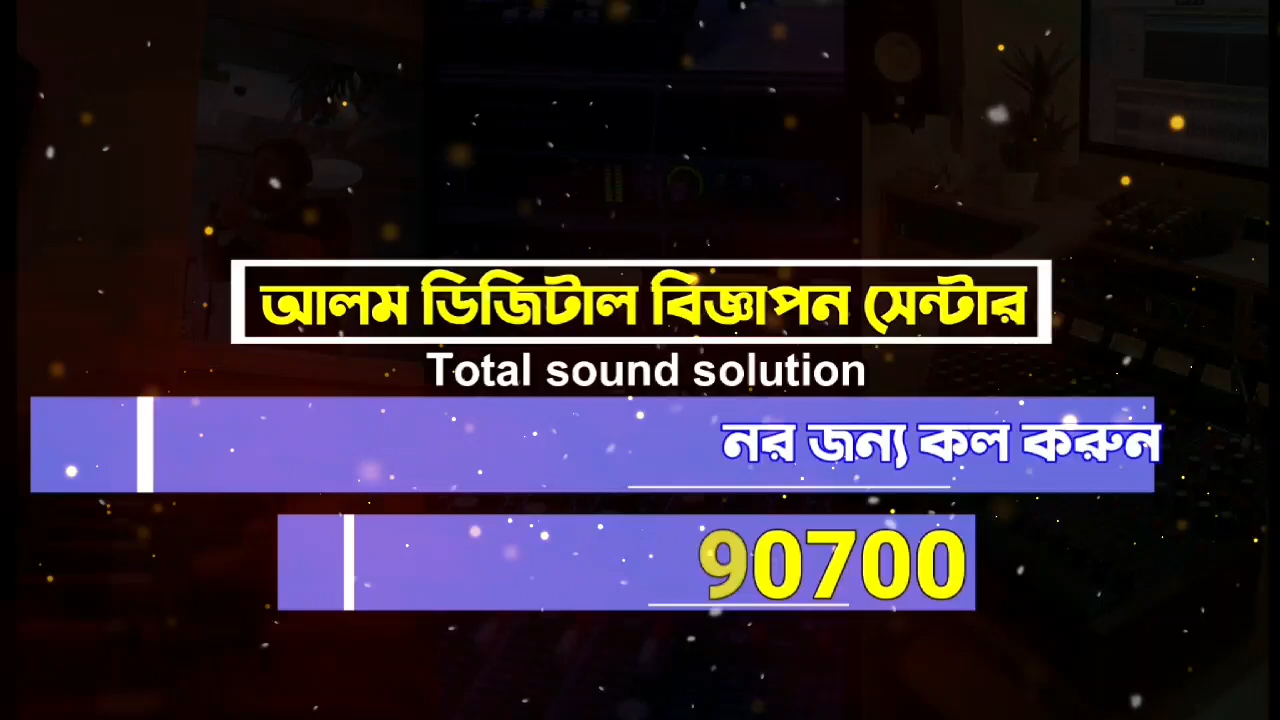 আলম ডিজিটাল বিজ্ঞাপন সেন্টার
Total sound solution
নর জন্য কল করুন
90700